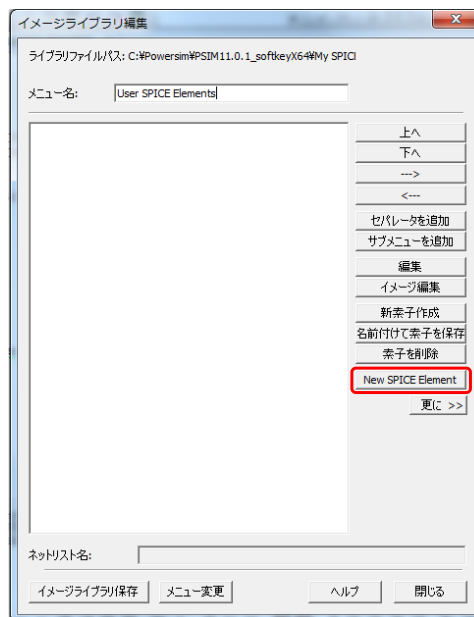 イメージライブラリ編集
x
ライブラリファイルパス: C:¥Powersim¥PSIM11.0.1_softkeyX64¥My SPICI
メニュー名: User SPICE Elements
上へ
下へ
--->
<---
セパレータを追加
サブメニューを追加
編集
イメージ編集
新素子作成
名前付けて素子を保存
素子を削除
New SPICE Element
更に >>
ネットリスト名:
イメージライブラリ保存 メニュー変更 ヘルプ 閉じる